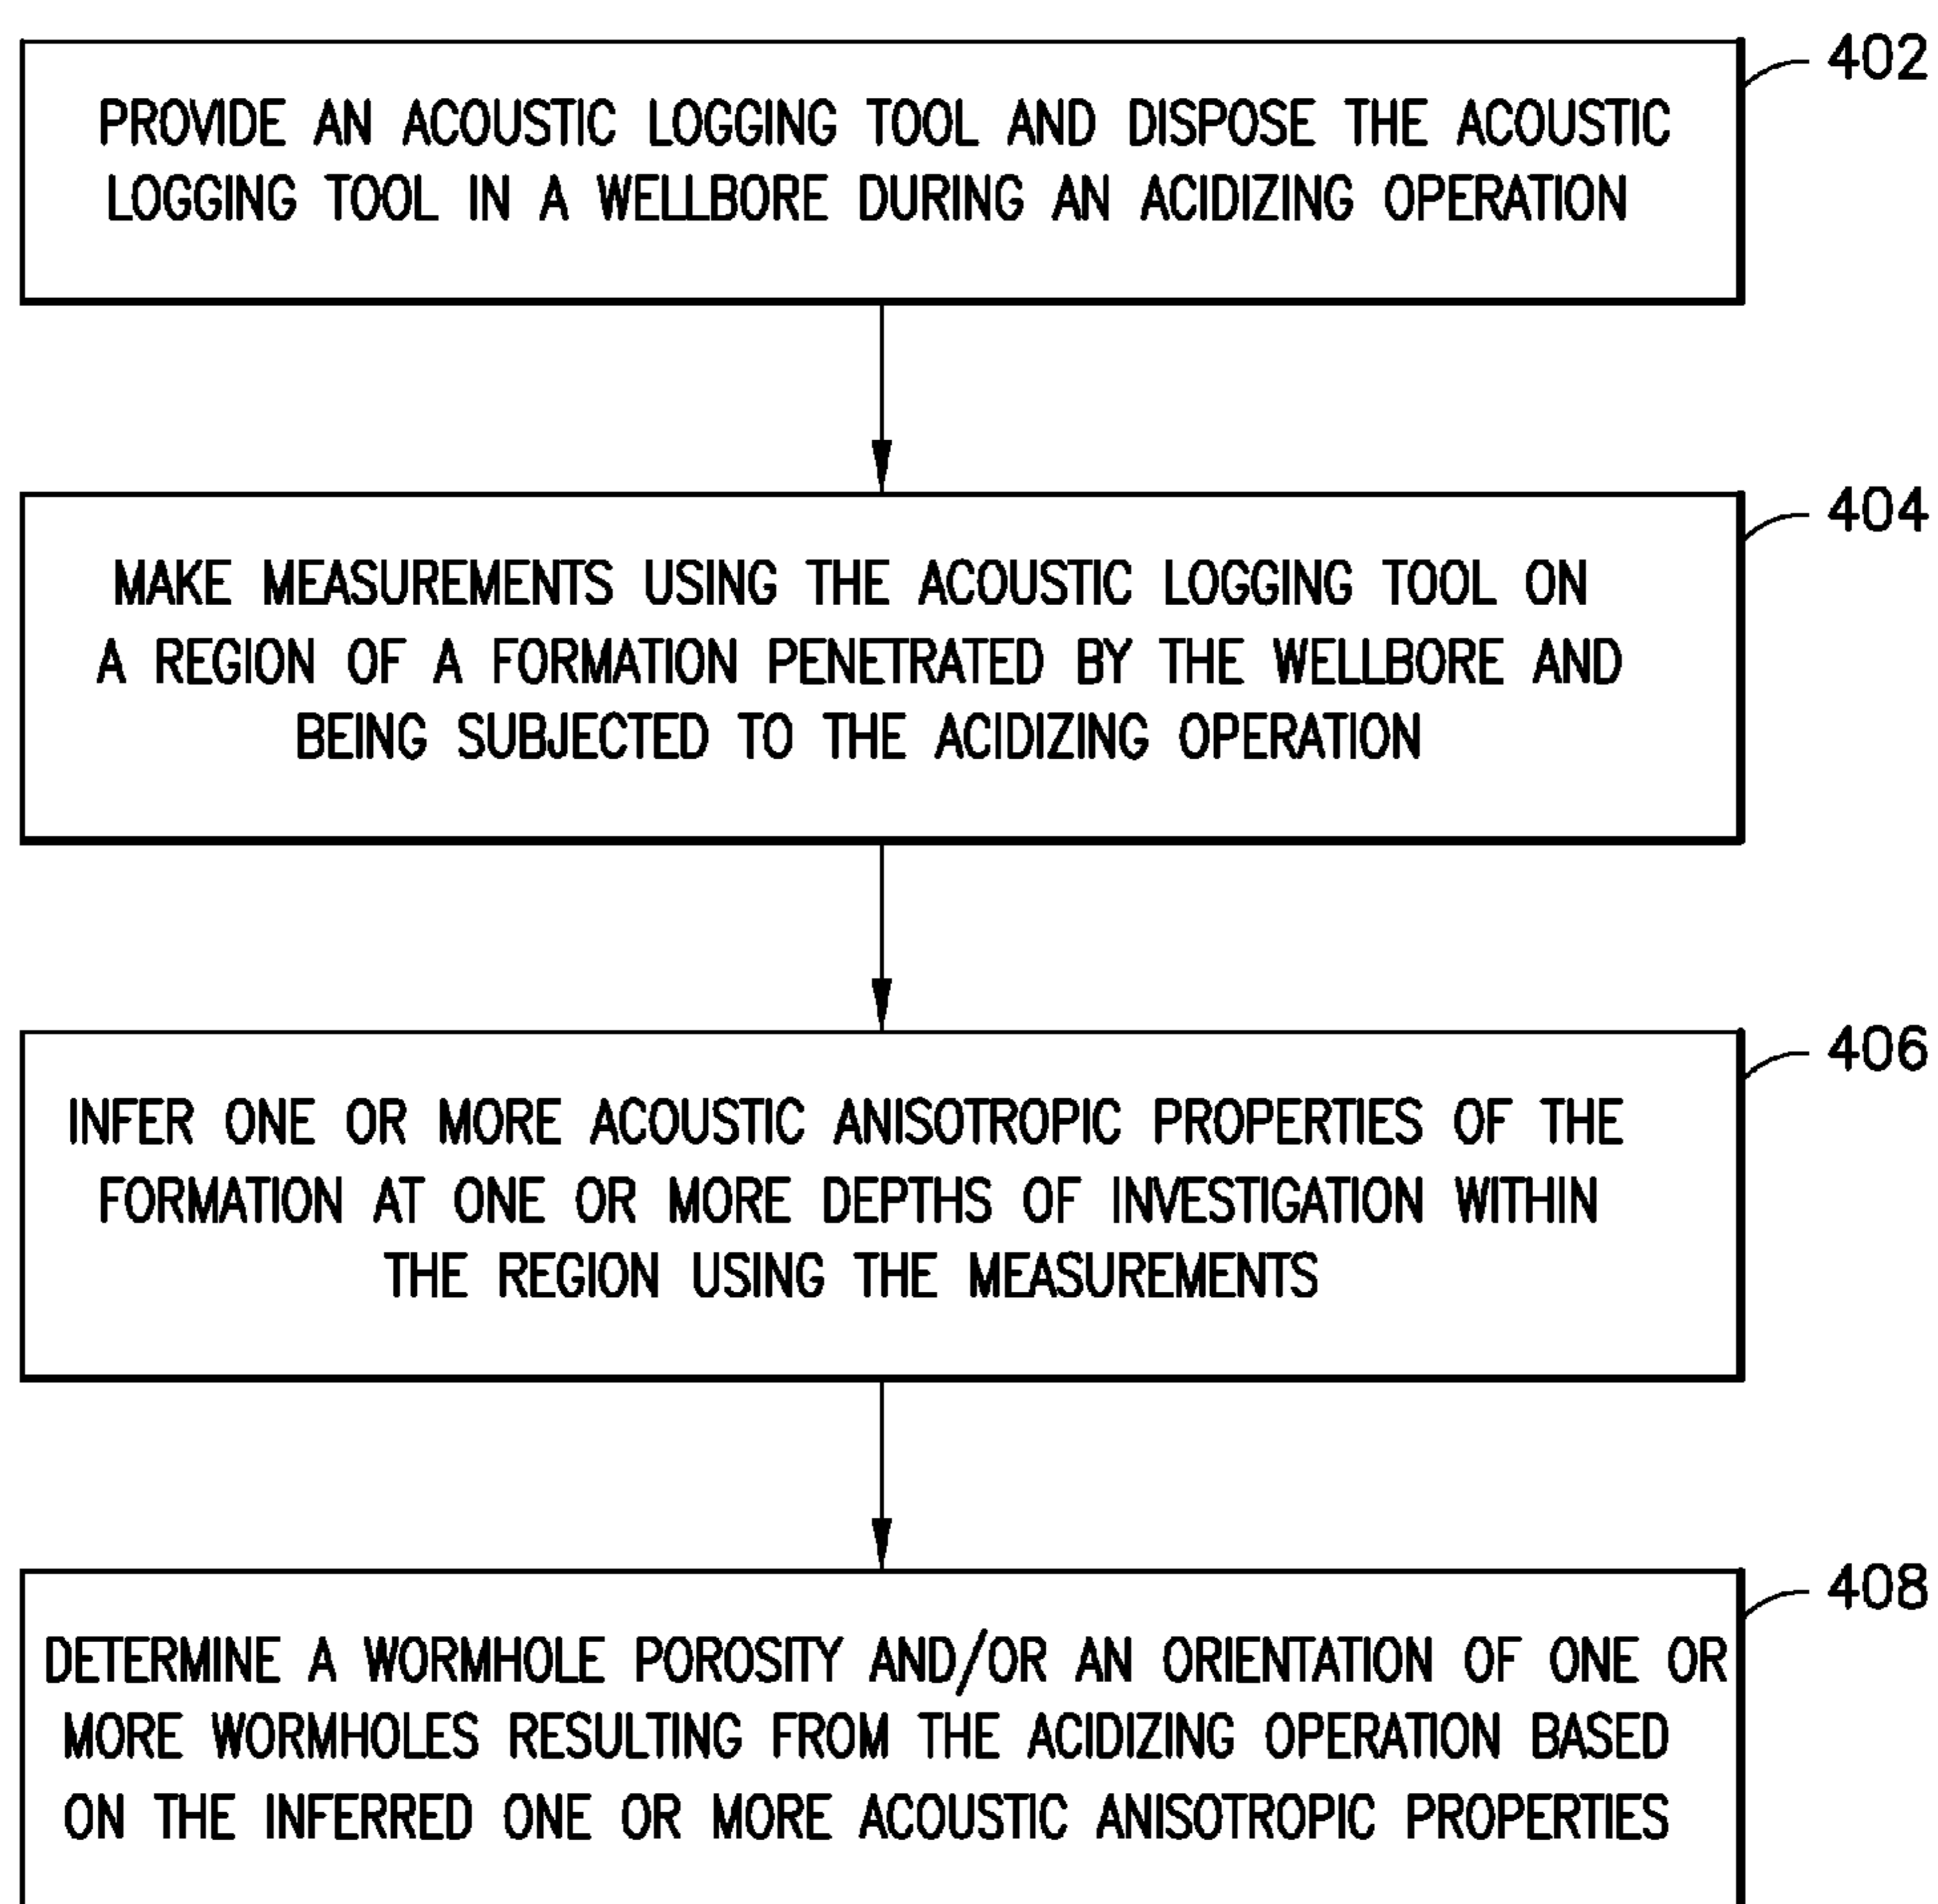 402
PROVIDE AN ACOUSTIC LOGGING TOOL AND DISPOSE THE ACOUSTIC
LOGGING TOOL IN A WELLBORE DURING AN ACIDIZING OPERATION
404
MAKE MEASUREMENTS USING THE ACOUSTIC LOGGING TOOL ON
A REGION OF A FORMATION PENETRATED BY THE WELLBORE AND
BEING SUBJECTED TO THE ACIDIZING OPERATION
406
INFER ONE OR MORE ACOUSTIC ANISOTROPIC PROPERTIES OF THE
FORMATION AT ONE OR MORE DEPTHS OF INVESTIGATION WITHIN
THE REGION USING THE MEASUREMENTS
408
DETERMINE A WORMHOLE POROSITY AND/OR AN ORIENTATION OF ONE OR
MORE WORMHOLES RESULTING FROM THE ACIDIZING OPERATION BASED
ON THE INFERRED ONE OR MORE ACOUSTIC ANISOTROPIC PROPERTIES